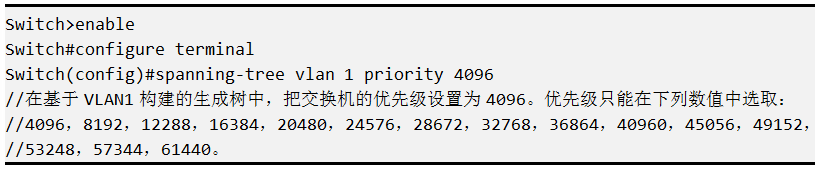 Switch>enable
Switch#configure terminal
Switch(config)#spanning-tree vlan 1 priority 4096
//在基于 VLAN1 构建的生成树中，把交换机的优先级设置为 4096。优先级只能在下列数值中选取：
//4096，8192，12288，16384，20480，24576，28672，32768，36864，40960，45056，49152，
//53248，57344，61440。